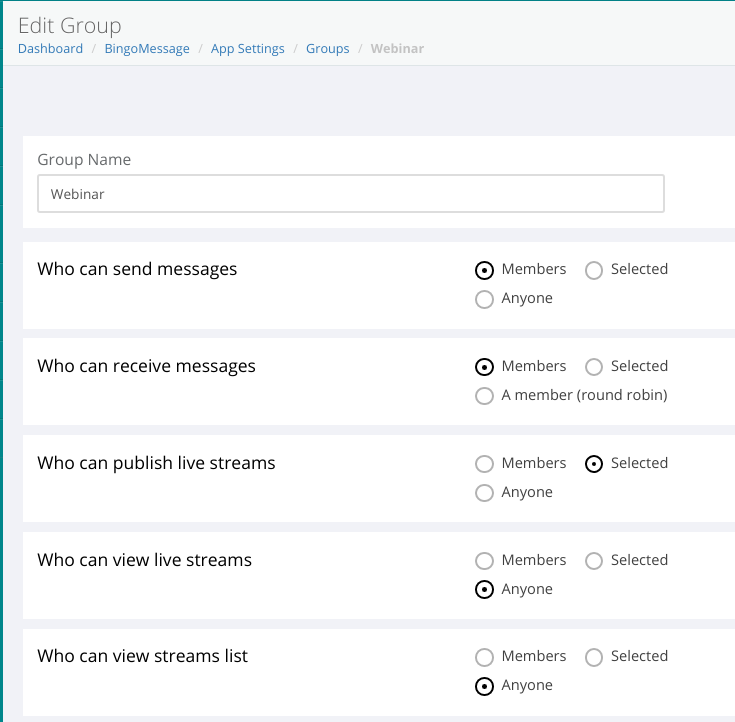 Edit Group
Dashboard / BingoMessage / App Settings / Groups / Webinar
Group Name
Webinar
Who can send messages Members Selected
Anyone
Who can receive messages Members Selected
A member (round robin)
Who can publish live streams Members Selected
Anyone
Who can view live streams Members Selected
Anyone
Who can view streams list Members Selected
Anyone